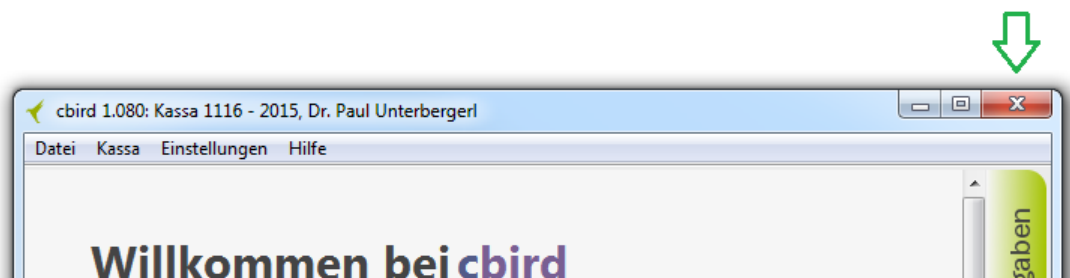 cbird 1.080: Kassa 1116 - 2015, Dr. Paul Unterbergerl
Datei Kassa Einstellungen Hilfe
Willkommen bei cbird